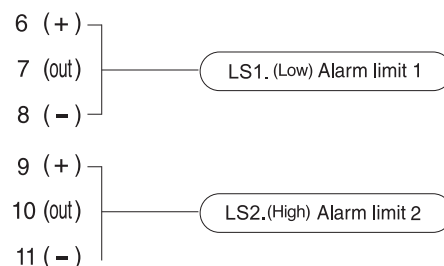 6 (+)
7 (out)
LS1. (Low) Alarm limit 1
8 (-)
9 (+)
10 (out)
LS2. (High) Alarm limit 2
11 (-)